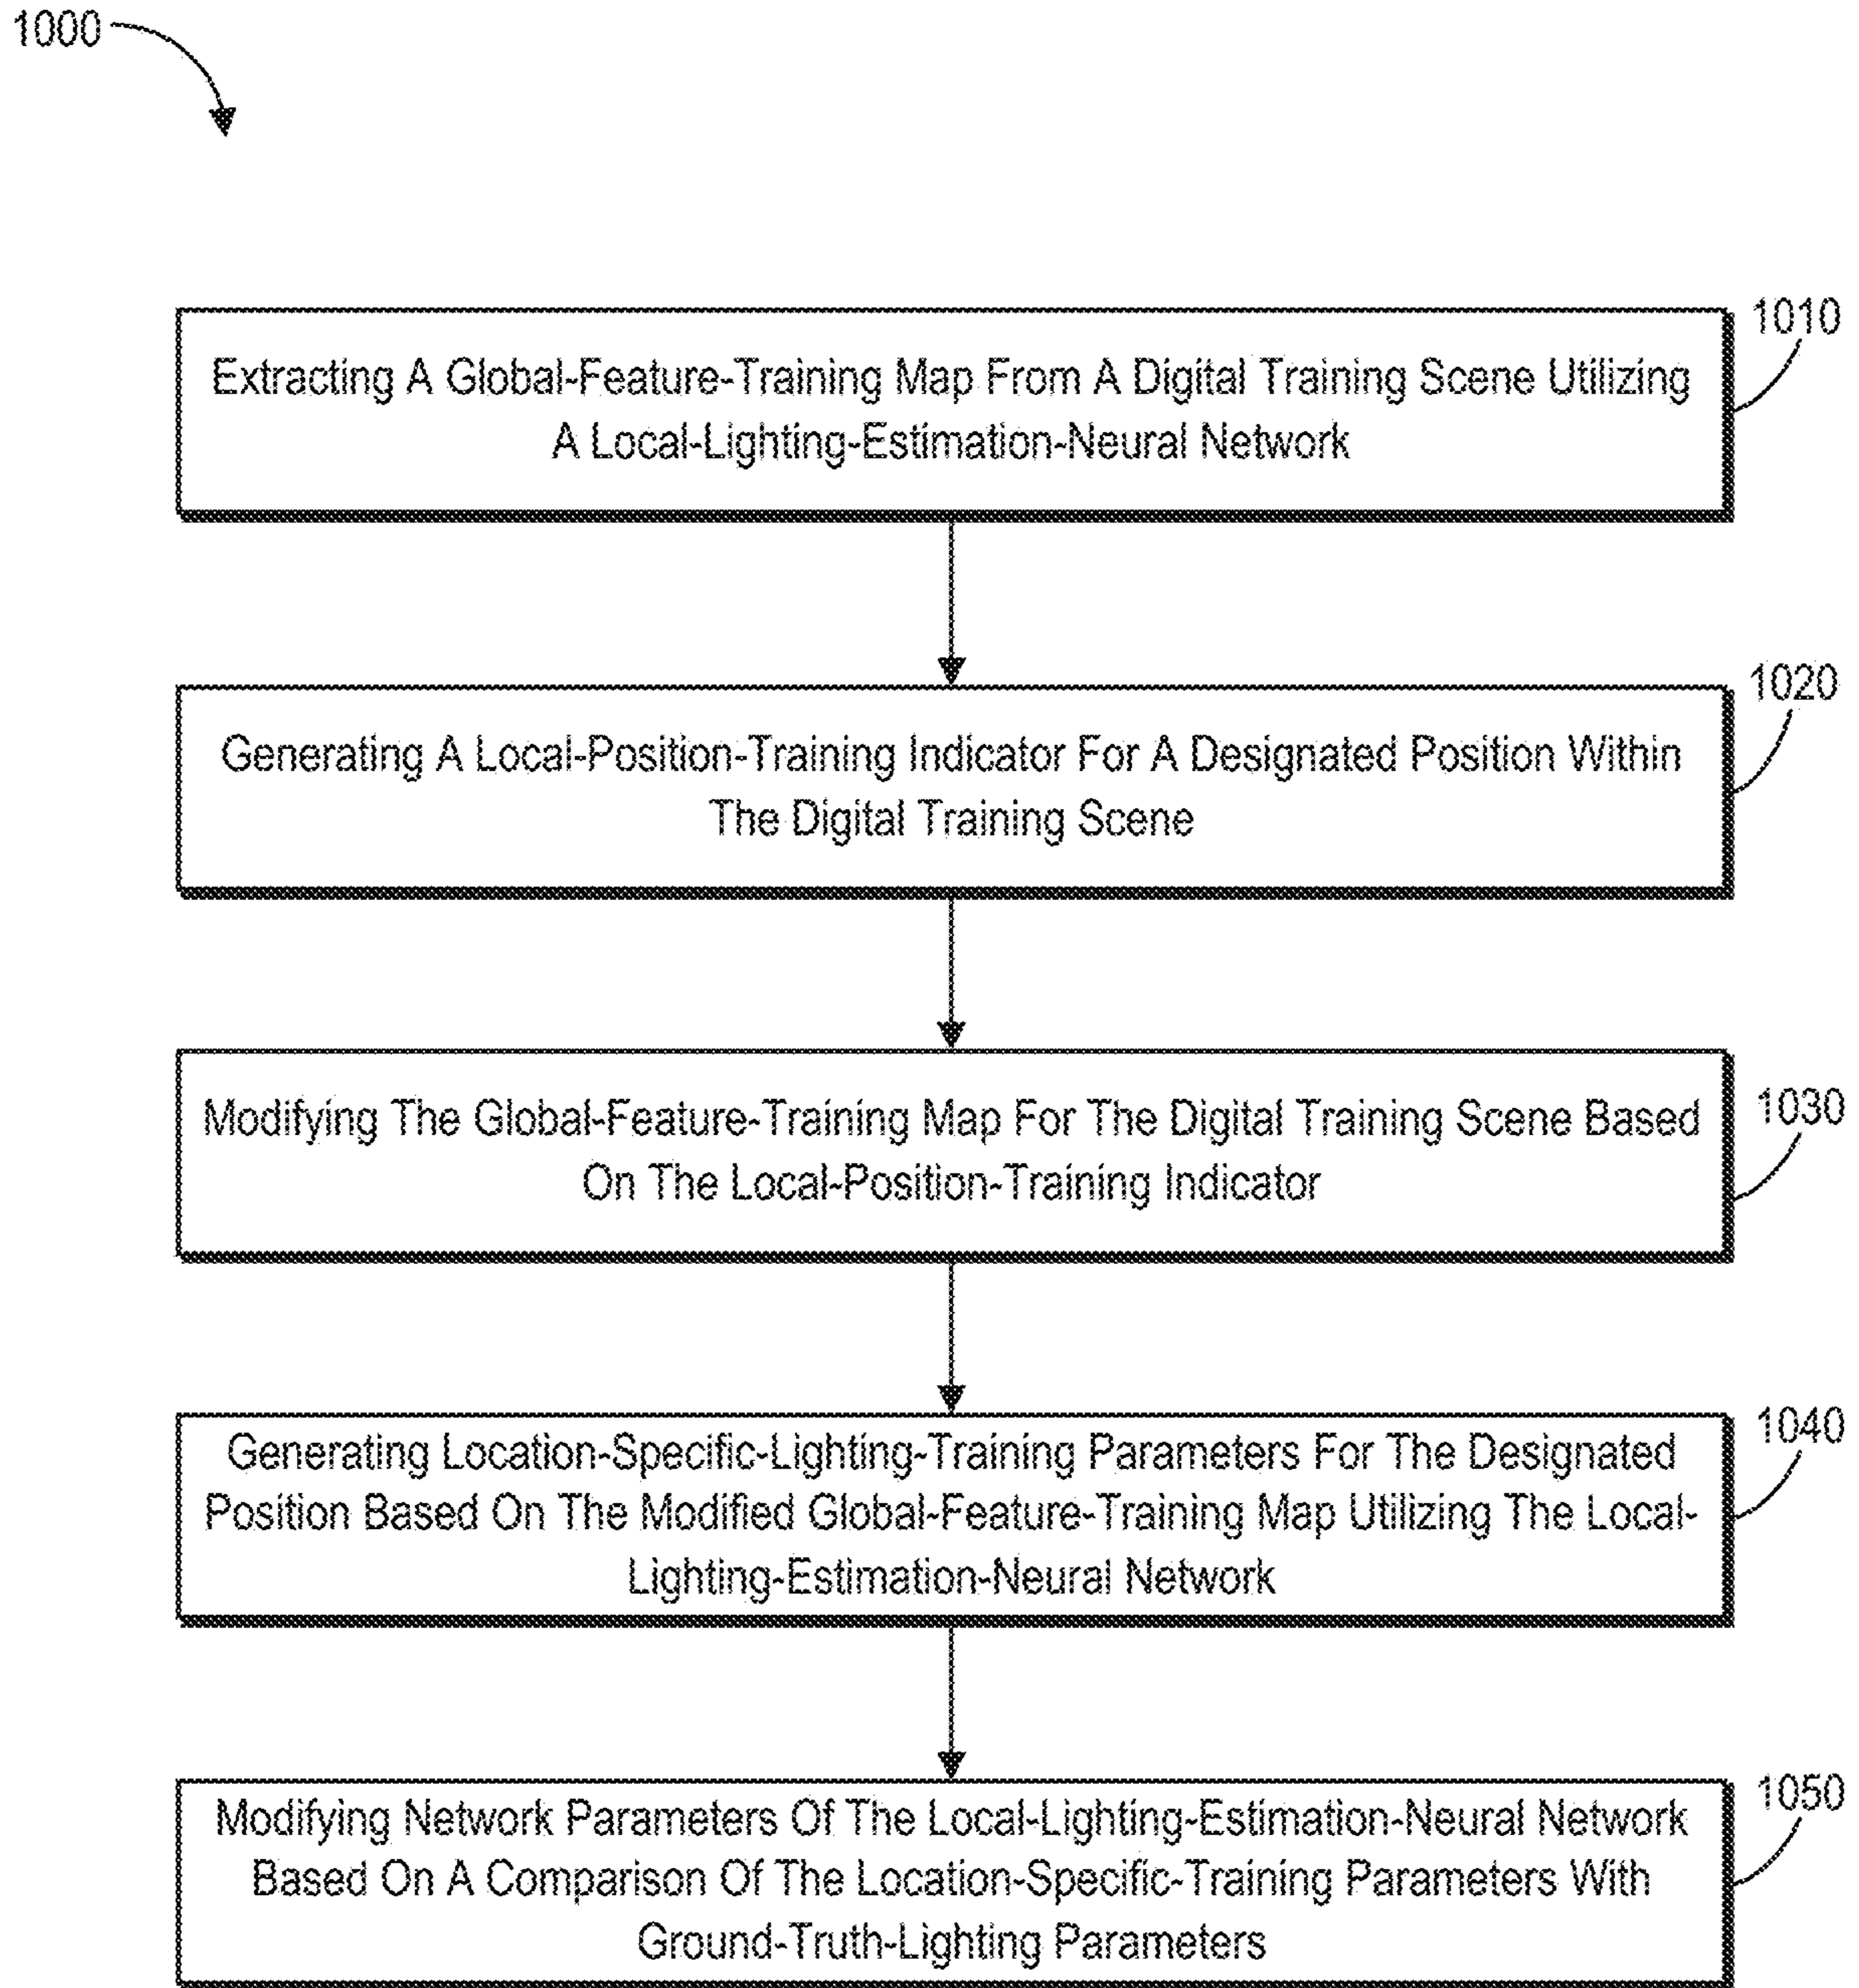 1000
1010
Extracting A Global-Feature-Training Map From A Digital Training Scene Utilizing
A Local-Lighting-Estimation-Neural Network
1020
Generating A Local-Position-Training Indicator For A Designated Position Within
The Digital Training Scene
1030
Modifying The Global-Feature-Training Map For The Digital Training Scene Based
On The Local-Position-Training Indicator
1040
Generating Location-Specific-Lighting-Training Parameters For The Designated
Position Based On The Modified Global-Feature-Training Map Utilizing The Local-
Lighting-Estimation-Neural Network
1050
Modifying Network Parameters Of The Local-Lighting-Estimation-Neural Network
Based On A Comparison Of The Location-Specific-Training Parameters With
Ground-Truth-Lighting Parameters